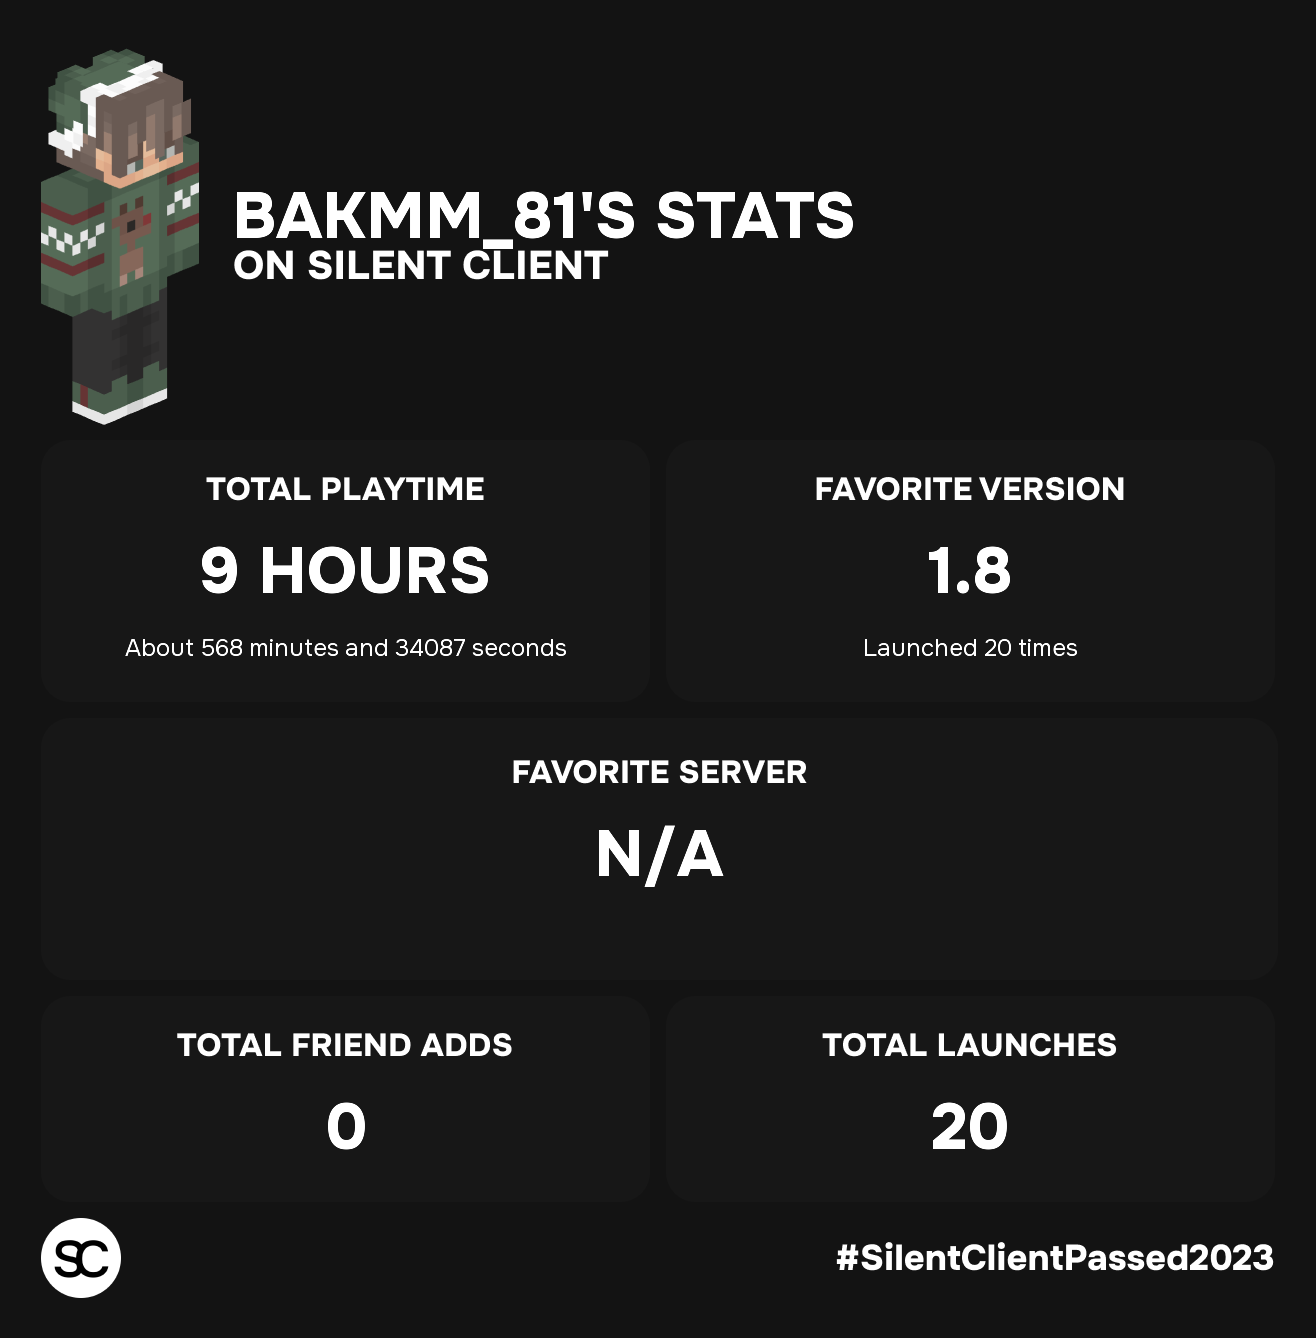 BAKMM_81'S STATS
ON SILENT CLIENT
TOTAL PLAYTIME
9 HOURS
About 568 minutes and 34087 seconds
FAVORITE VERSION
1.8
Launched 20 times
FAVORITE SERVER
N/A
TOTAL FRIEND ADDS
0
TOTAL LAUNCHES
20
SC
#SilentClientPassed2023